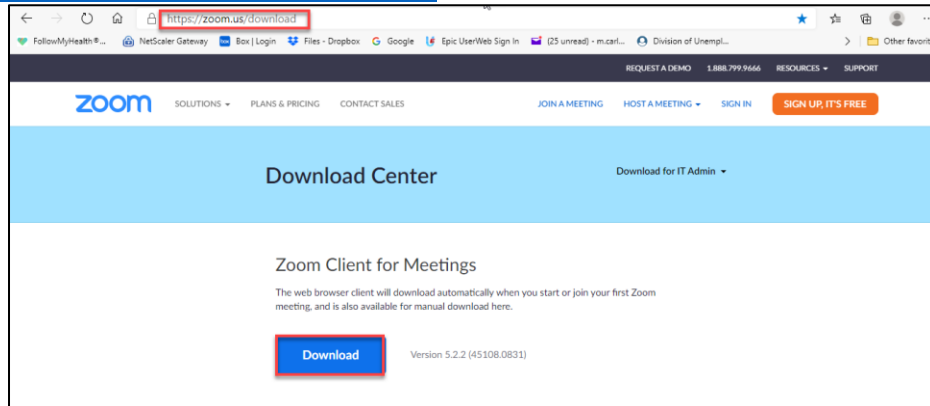 https://zoom.us/download
FollowMyHealth®... NetScaler Gateway Box | Login Files - Dropbox Google Epic UserWeb Sign In (25 unread) - m.carl... Division of Unempl... Other favorit
REQUEST A DEMO 1.888.799.9666 RESOURCES SUPPORT
zoom SOLUTIONS PLANS & PRICING CONTACT SALES JOIN A MEETING HOST A MEETING SIGN IN SIGN UP, IT'S FREE
Download Center Download for IT Admin
Zoom Client for Meetings
The web browser client will download automatically when you start or join your first Zoom
meeting, and is also available for manual download here.
Download Version 5.2.2 (45108.0831)